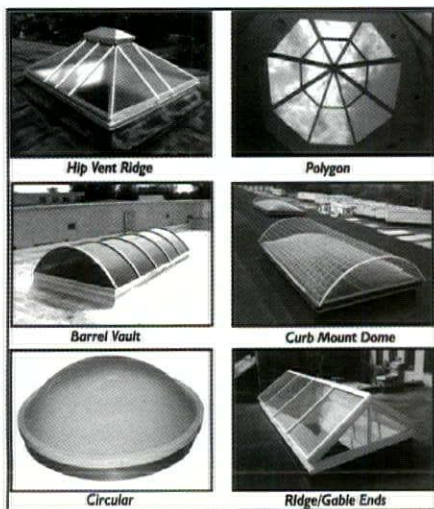 Hip Vent Ridge
Polygon
Barrel Vault
Curb Mount Dome
Circular
Ridge/Gable Ends